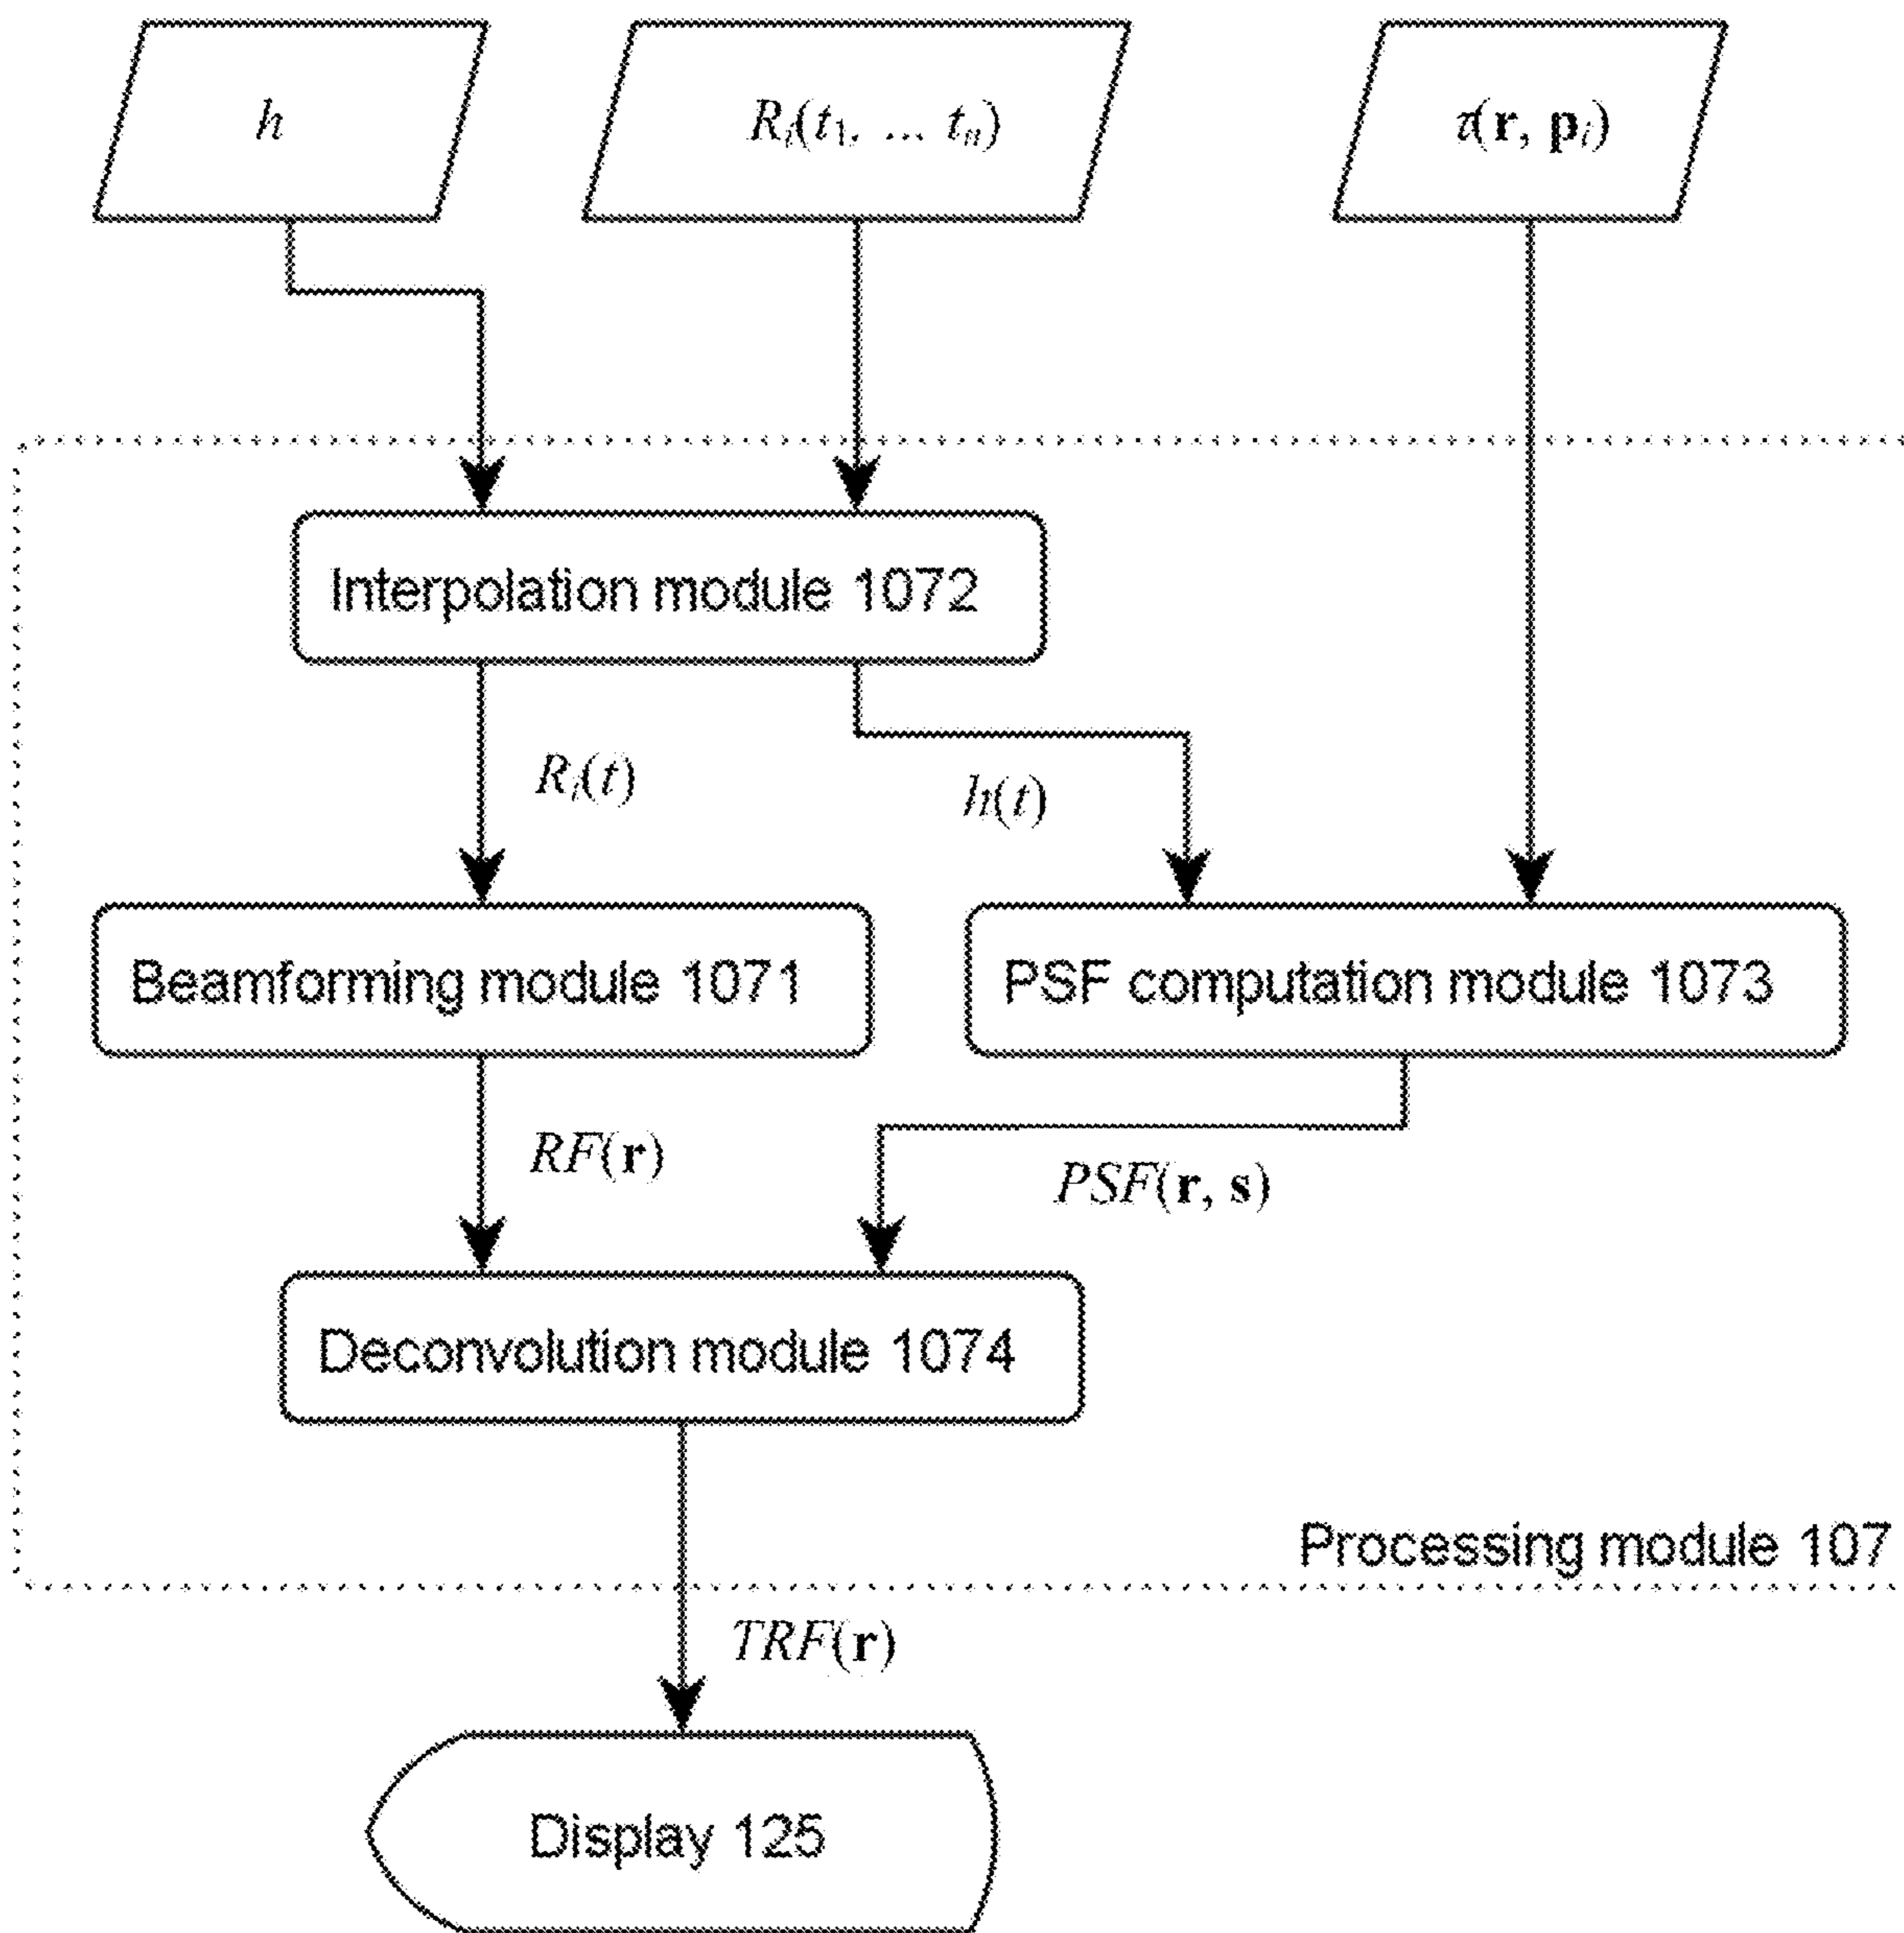 h
Rᵢ(t₁, ... tₙ)
τ(r, pᵢ)
Interpolation module 1072
Rᵢ(t)
h(t)
Beamforming module 1071
PSF computation module 1073
RF(r)
PSF(r, s)
Deconvolution module 1074
Processing module 107
TRF(r)
Display 125